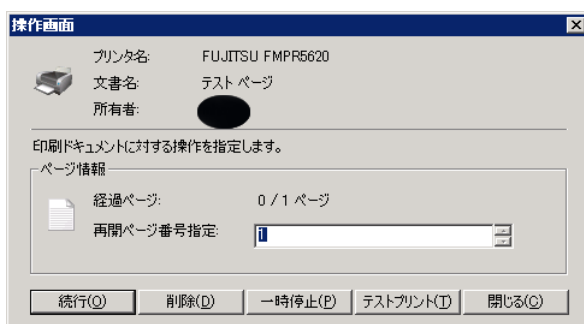 操作画面
プリンタ名: FUJITSU FMPR5620
文書名: テスト ページ
所有者:
印刷ドキュメントに対する操作を指定します。
ページ情報
経過ページ: 0 / 1 ページ
再開ページ番号指定: 1
続行(O) 削除(D) 一時停止(P) テストプリント(T) 閉じる(C)